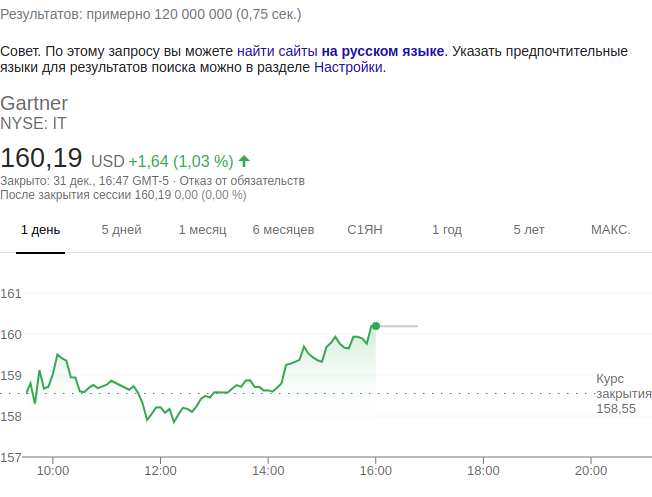 Результатов: примерно 120 000 000 (0,75 сек.)
Совет. По этому запросу вы можете найти сайты на русском языке. Указать предпочтительные
языки для результатов поиска можно в разделе Настройки.
Gartner
NYSE: IT
160,19 USD +1,64 (1,03 %)
Закрыто: 31 дек., 16:47 GMT-5 · Отказ от обязательств
После закрытия сессии 160,19 0,00 (0,00 %)
1 день 5 дней 1 месяц 6 месяцев С1ЯН 1 год 5 лет МАКС.
161
160
159
Курс
закрытия
158,55
158
157
10:00 12:00 14:00 16:00 18:00 20:00